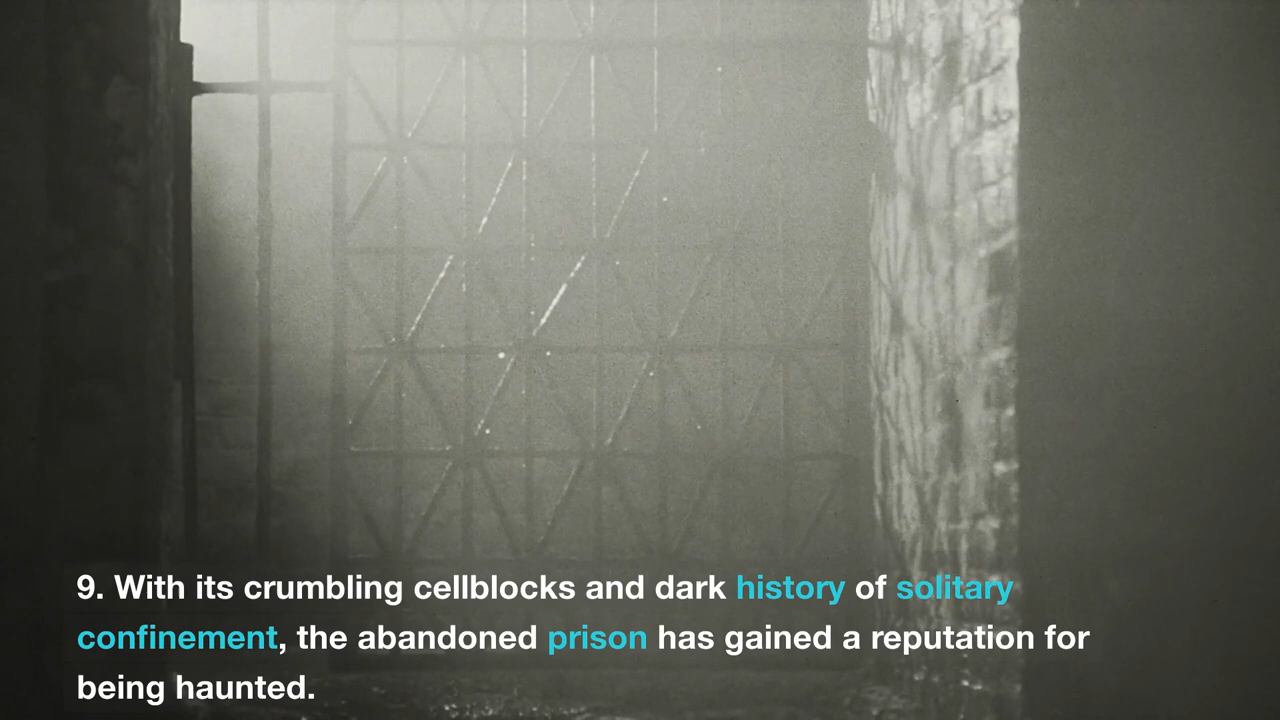 9. With its crumbling cellblocks and dark history of solitary
confinement, the abandoned prison has gained a reputation for
being haunted.